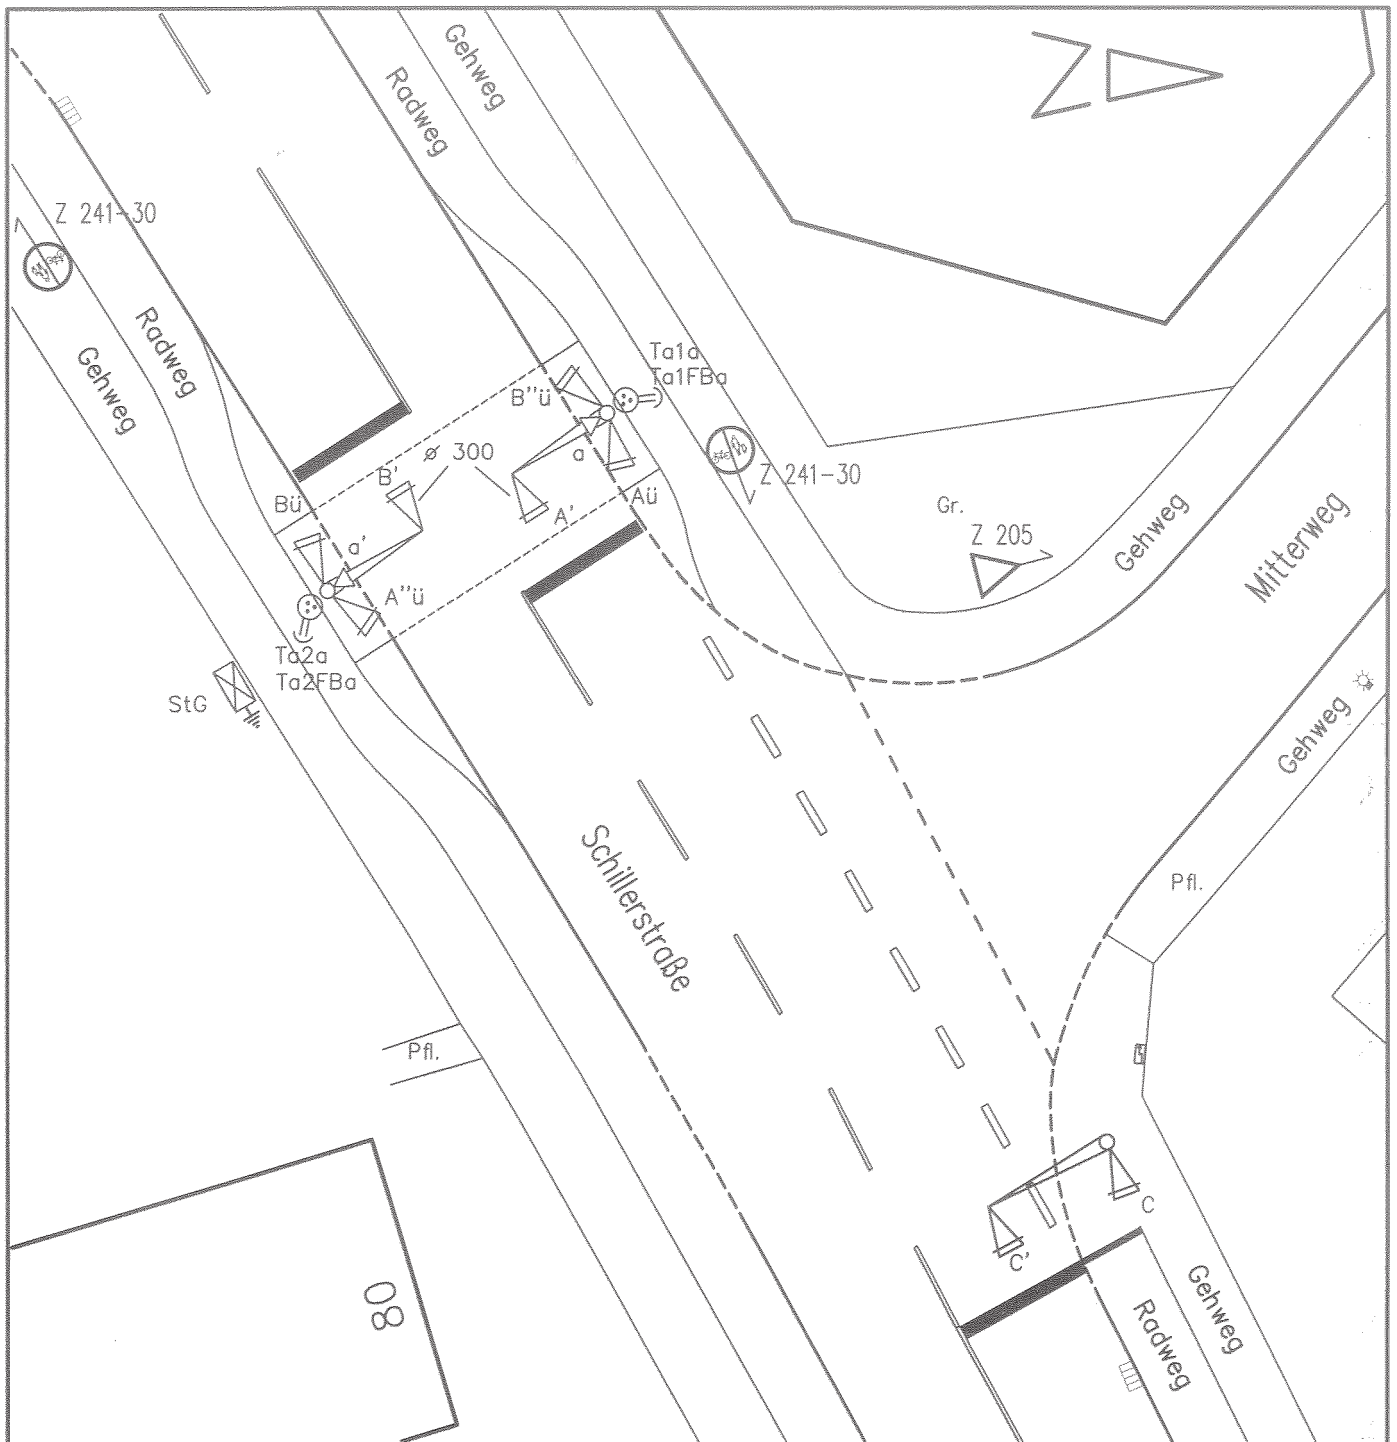 Gehweg
Radweg
N
Z 241-30
Radweg
Gehweg
Ta1a
Ta1FBa
B''ü
ø 300
B'
a
Aü
A'
Z 241-30
Bü
a'
A''ü
Gr.
Z 205
Gehweg
Mitterweg
Ta2a
Ta2FBa
StG
Gehweg
Schillerstraße
Pfl.
Pfl.
C
C'
80
Gehweg
Radweg